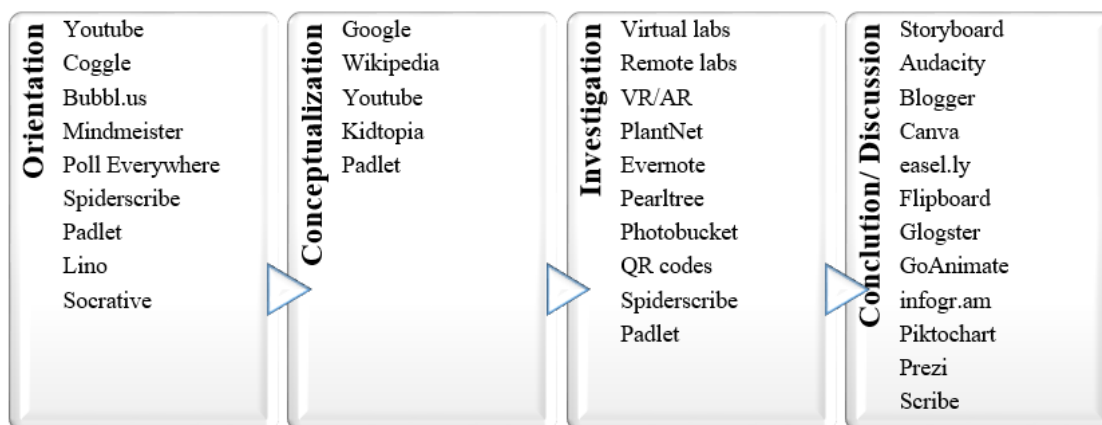 Orientation
Youtube
Coggle
Bubbl.us
Mindmeister
Poll Everywhere
Spiderscribe
Padlet
Lino
Socrative
Conceptualization
Google
Wikipedia
Youtube
Kidtopia
Padlet
Investigation
Virtual labs
Remote labs
VR/AR
PlantNet
Evernote
Pearltree
Photobucket
QR codes
Spiderscribe
Padlet
Conclution/ Discussion
Storyboard
Audacity
Blogger
Canva
easel.ly
Flipboard
Glogster
GoAnimate
infogr.am
Piktochart
Prezi
Scribe